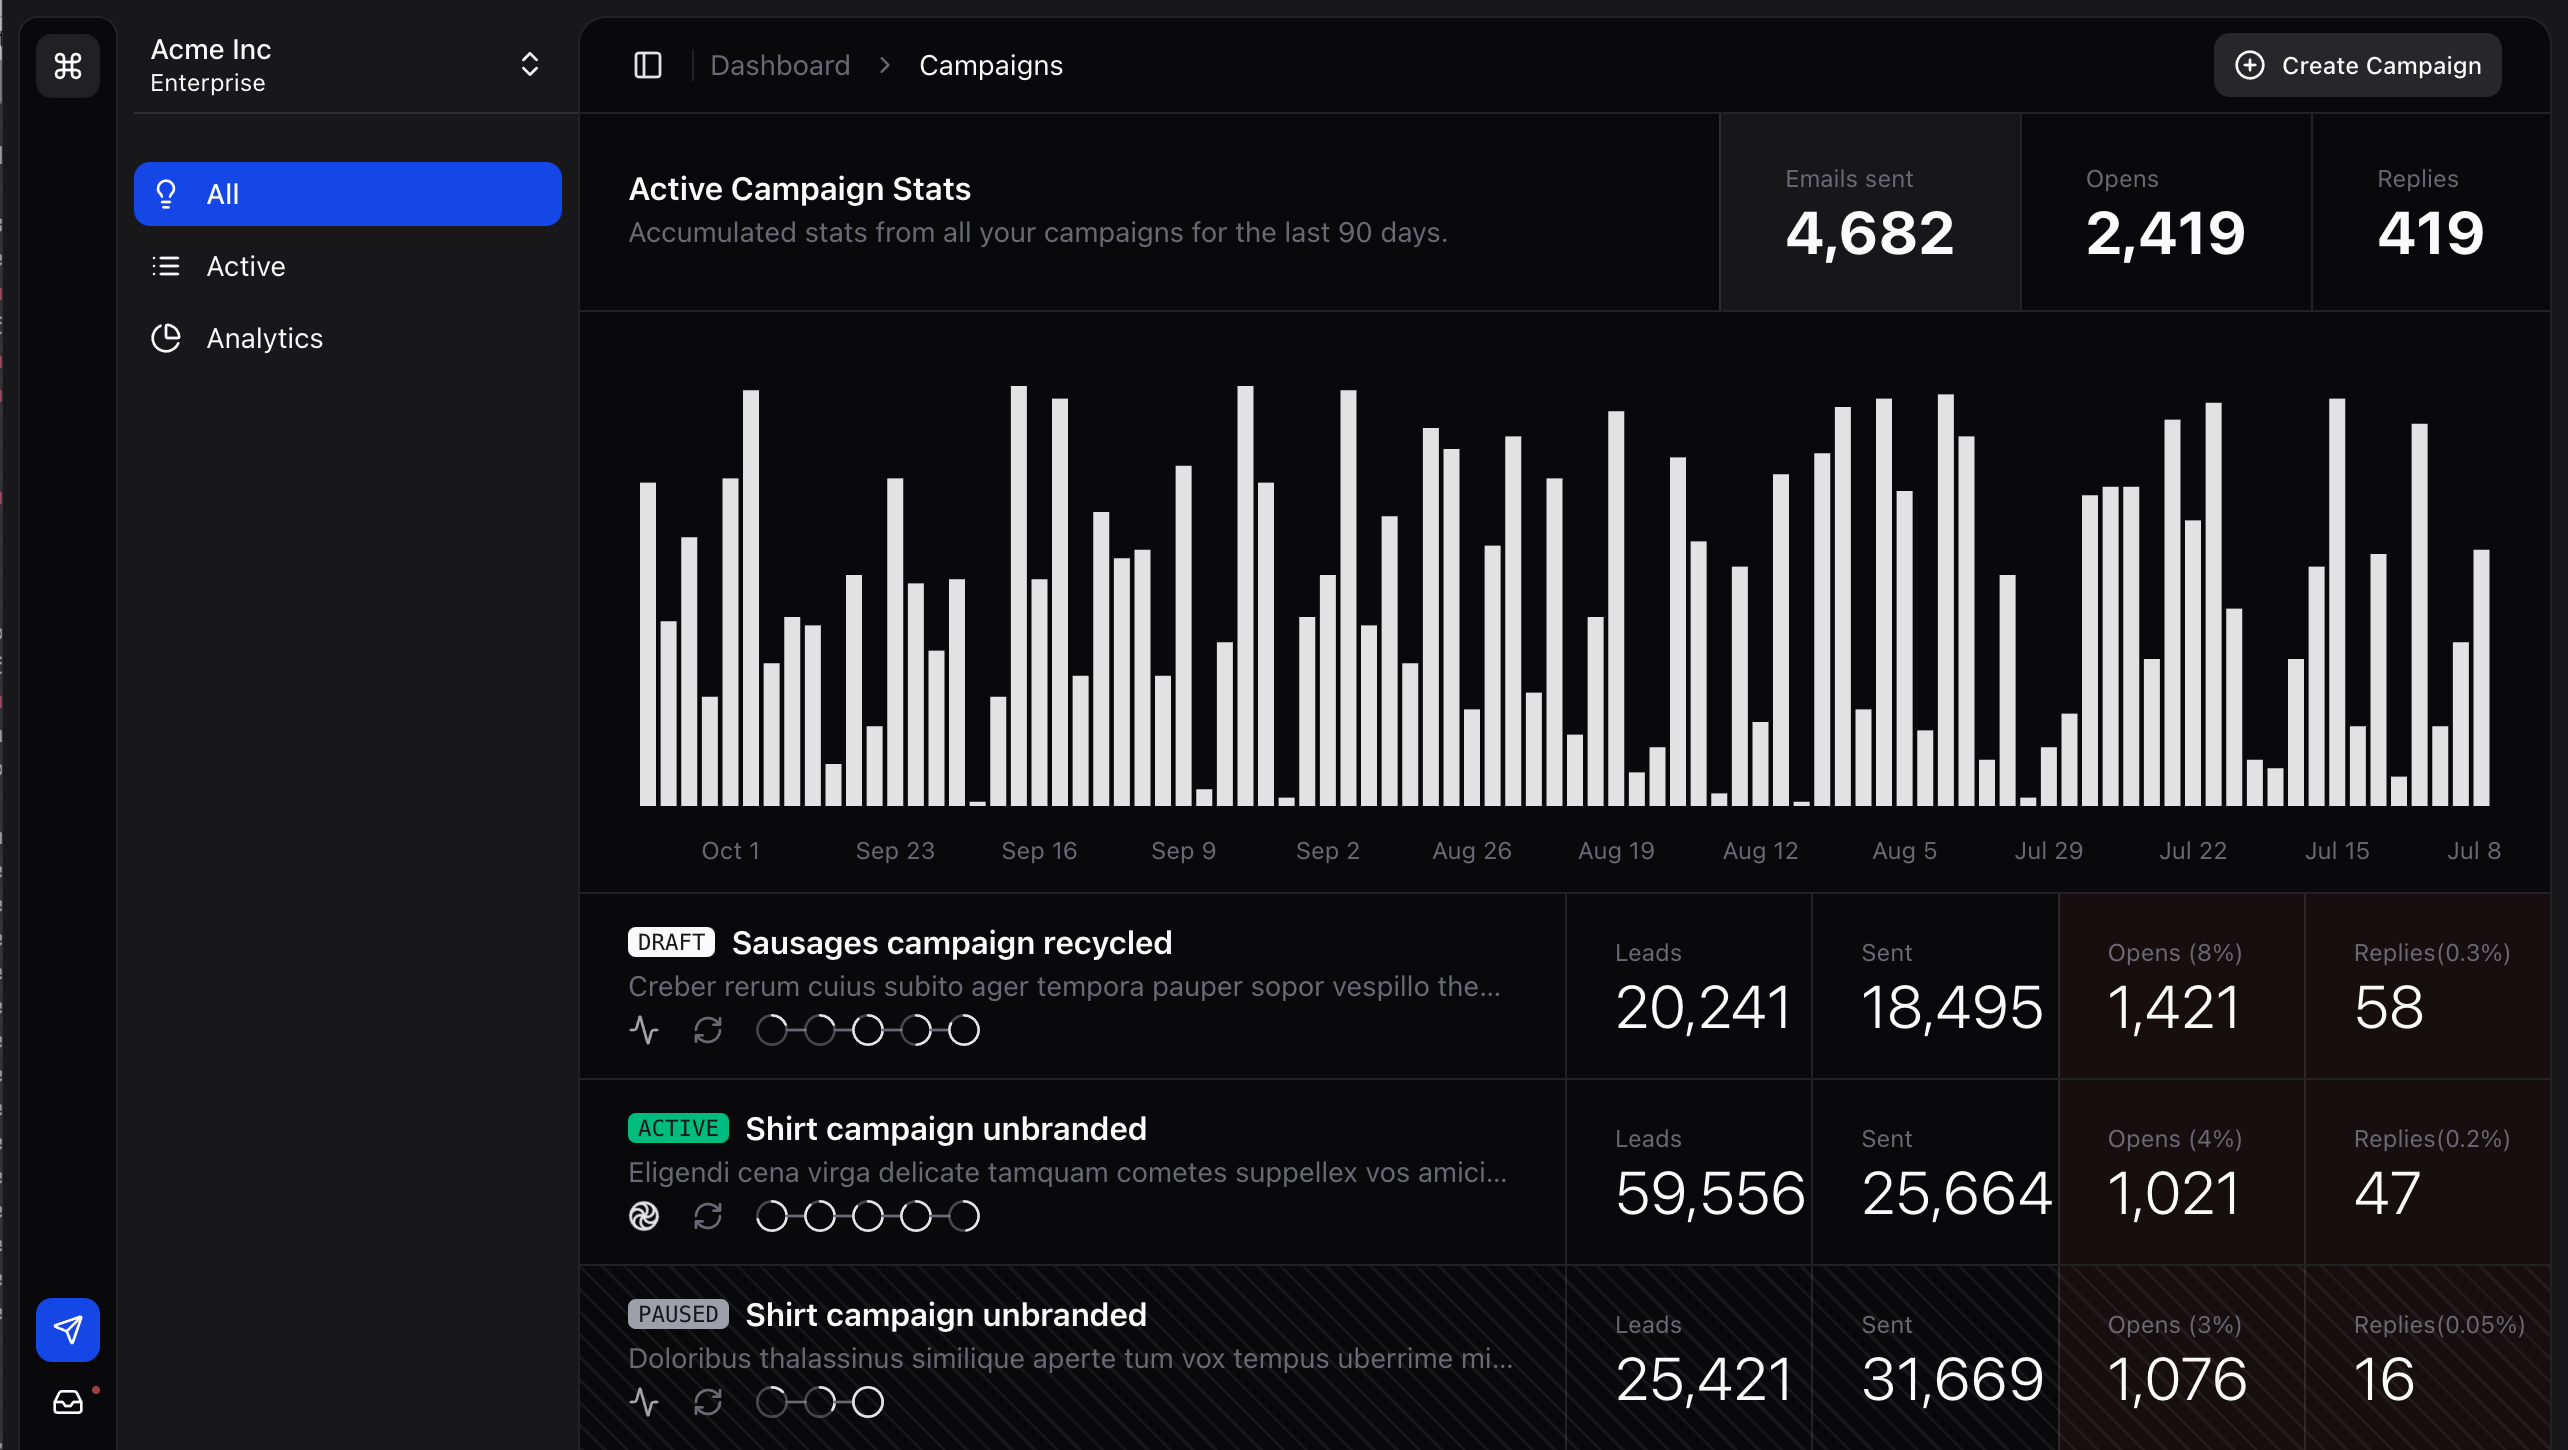 Acme Inc
Enterprise
All
Active
Analytics
Dashboard
Campaigns
Create Campaign
Active Campaign Stats
Accumulated stats from all your campaigns for the last 90 days.
Emails sent
4,682
Opens
2,419
Replies
419
Oct 1 Sep 23 Sep 16 Sep 9 Sep 2 Aug 26 Aug 19 Aug 12 Aug 5 Jul 29 Jul 22 Jul 15 Jul 8
DRAFT Sausages campaign recycled
Creber rerum cuius subito ager tempora pauper sopor vespillo the...
Leads
20,241
Sent
18,495
Opens (8%)
1,421
Replies(0.3%)
58
ACTIVE Shirt campaign unbranded
Eligendi cena virga delicate tamquam cometes suppellex vos amici...
Leads
59,556
Sent
25,664
Opens (4%)
1,021
Replies(0.2%)
47
PAUSED Shirt campaign unbranded
Doloribus thalassinus similique aperte tum vox tempus uberrime mi...
Leads
25,421
Sent
31,669
Opens (3%)
1,076
Replies(0.05%)
16